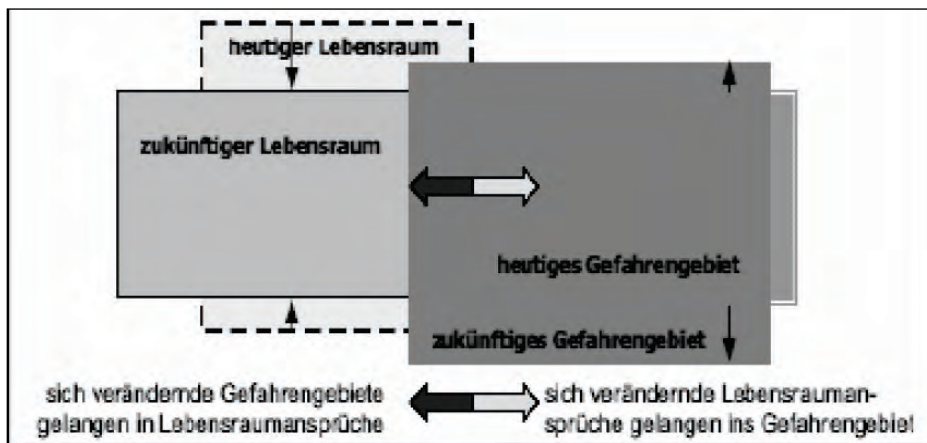 heutiger Lebensraum
zukünftiger Lebensraum
heutiges Gefahrengebiet
zukünftiges Gefahrengebiet
sich verändernde Gefahrengebiete
gelangen in Lebensraumansprüche
sich verändernde Lebensrauman-
sprüche gelangen ins Gefahrengebiet